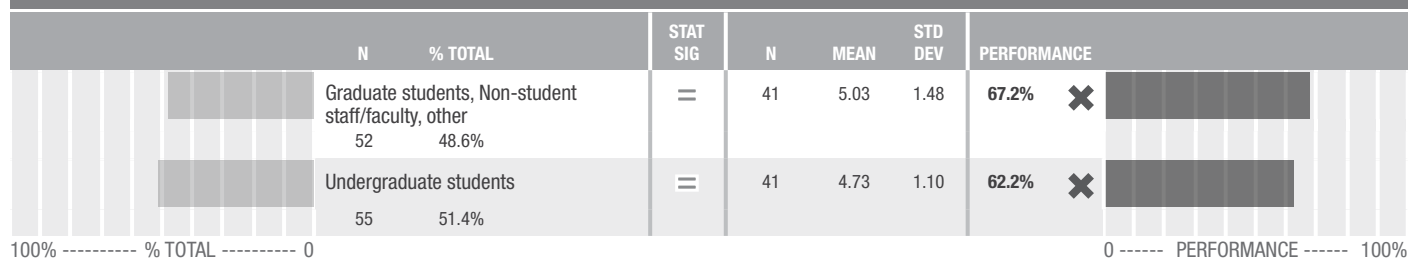 N % TOTAL STAT SIG N MEAN STD DEV PERFORMANCE
Graduate students, Non-student = 41 5.03 1.48 67.2% ✖
staff/faculty, other
52 48.6%
Undergraduate students = 41 4.73 1.10 62.2% ✖
55 51.4%
100% ---------- % TOTAL ---------- 0 0 ------ PERFORMANCE ------ 100%